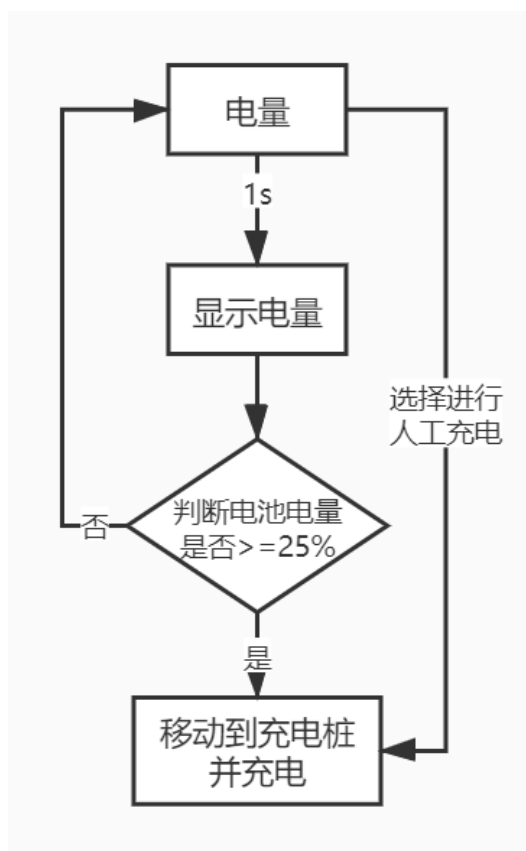 电量
1s
显示电量
选择进行
人工充电
判断电池电量
是否>=25%
否
是
移动到充电桩
并充电